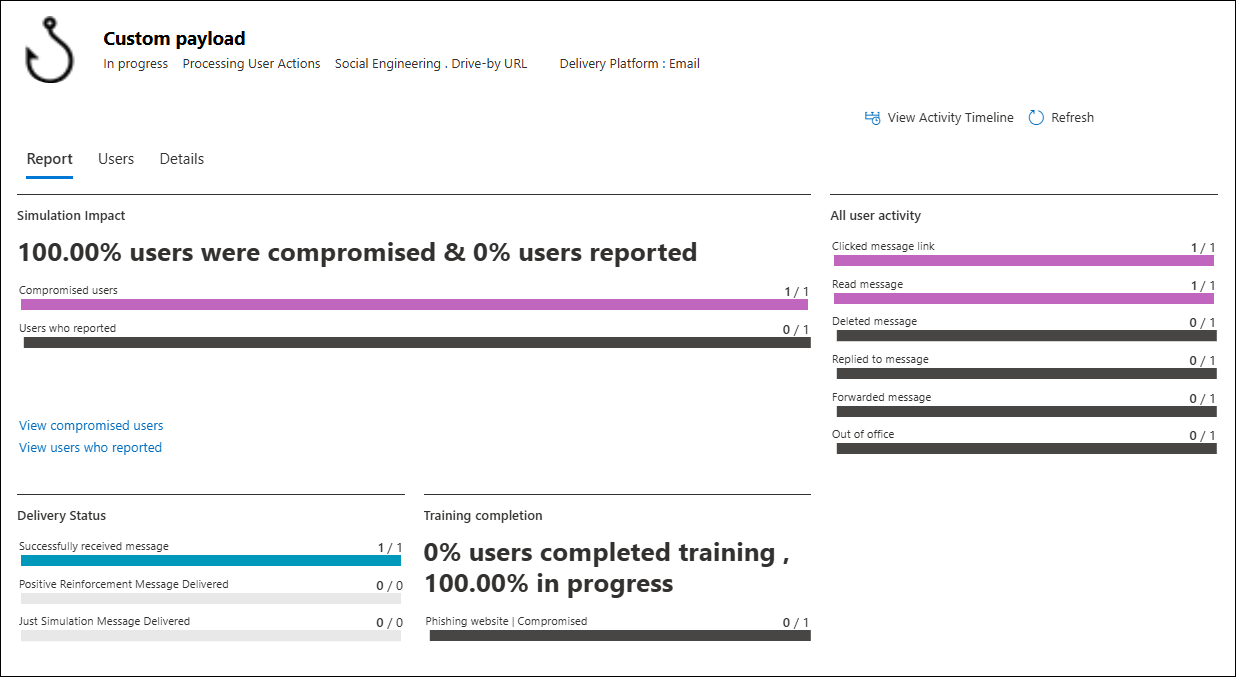 Custom payload
In progress Processing User Actions Social Engineering . Drive-by URL Delivery Platform : Email
View Activity Timeline Refresh
Report Users Details
Simulation Impact
100.00% users were compromised & 0% users reported
Compromised users 1 / 1
Users who reported 0 / 1
View compromised users
View users who reported
All user activity
Clicked message link 1 / 1
Read message 1 / 1
Deleted message 0 / 1
Replied to message 0 / 1
Forwarded message 0 / 1
Out of office 0 / 1
Delivery Status
Successfully received message 1 / 1
Positive Reinforcement Message Delivered 0 / 0
Just Simulation Message Delivered 0 / 0
Training completion
0% users completed training ,
100.00% in progress
Phishing website | Compromised 0 / 1